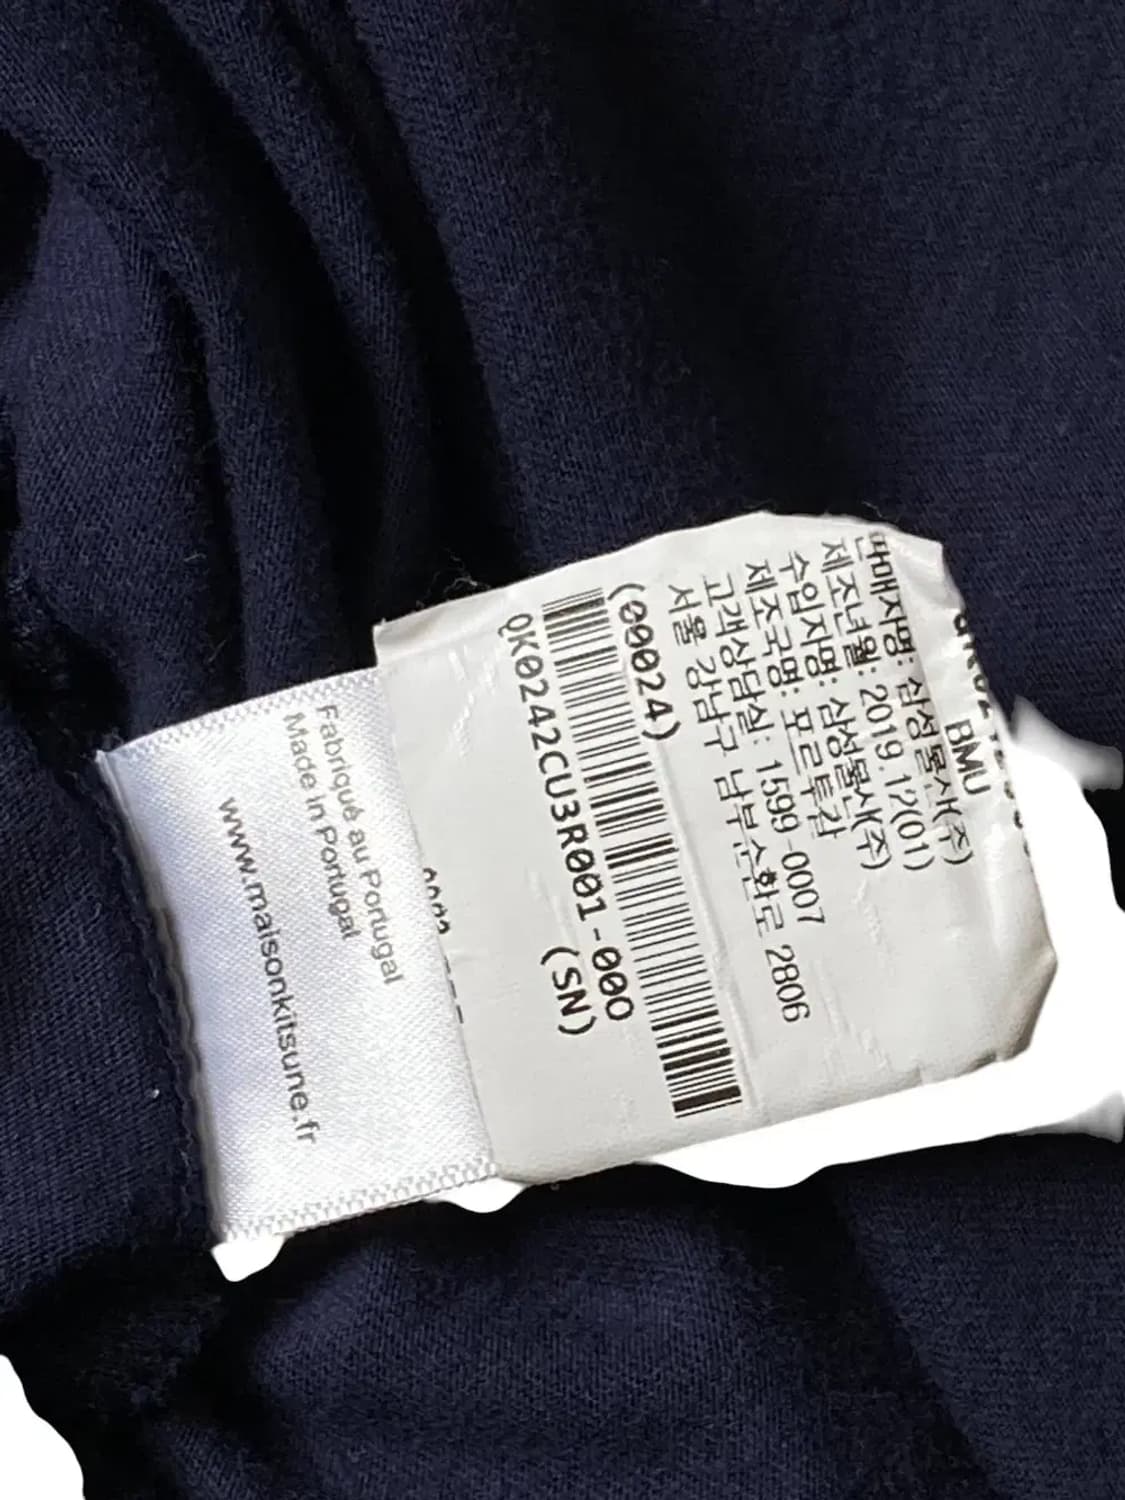 Fabriqué au Portugal
Made in Portugal
www.maisonkitsune.fr
BMU
판매자명: 삼성물산(주)
제조년월: 2019.12(01)
수입자명: 삼성물산(주)
제조국명: 포르투갈
고객상담실: 1599-0007
서울 강남구 남부순환로 2806
(09024)
QK0242CU3R001-000
(SN)